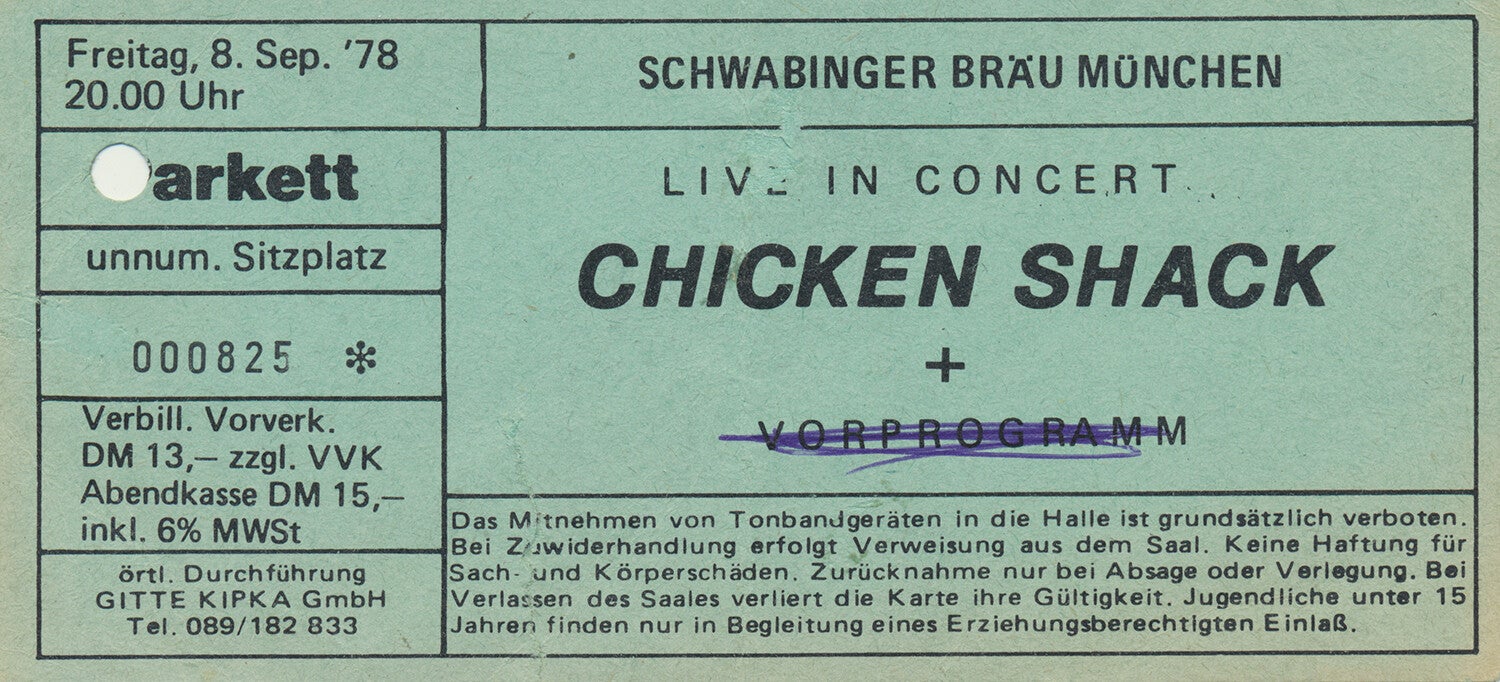 Freitag, 8. Sep. '78
20.00 Uhr
SCHWABINGER BRÄU MÜNCHEN
arkett
unnum. Sitzplatz
000825 *
Verbill. Vorverk.
DM 13,— zzgl. VVK
Abendkasse DM 15,—
inkl. 6% MWSt
örtl. Durchführung
GITTE KIPKA GmbH
Tel. 089/182 833
LIVE IN CONCERT
CHICKEN SHACK
+
VORPROGRAMM
Das Mitnehmen von Tonbandgeräten in die Halle ist grundsätzlich verboten.
Bei Zuwiderhandlung erfolgt Verweisung aus dem Saal. Keine Haftung für
Sach- und Körperschäden. Zurücknahme nur bei Absage oder Verlegung. Bei
Verlassen des Saales verliert die Karte ihre Gültigkeit. Jugendliche unter 15
Jahren finden nur in Begleitung eines Erziehungsberechtigten Einlaß.